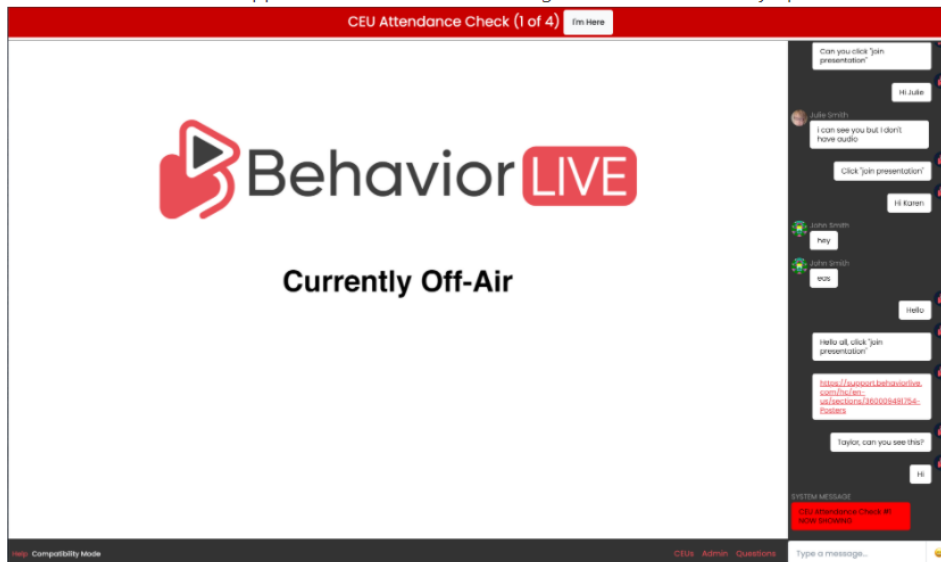 CEU Attendance Check (1 of 4) I'm Here
Behavior LIVE
Currently Off-Air
Can you click "join
presentation"
Hi Julie
Julie Smith
i can see you but I don't
have audio
Click "join presentation"
Hi Karen
John Smith
hey
John Smith
eas
Hello
Hello all, click "join
presentation"
https://support.behaviorlive.
com/hc/en-
us/sections/360009491754-
Posters
Taylor, can you see this?
Hi
SYSTEM MESSAGE
CEU Attendance Check #1
NOW SHOWING
Help Compatibility Mode
CEUs Admin Questions
Type a message...